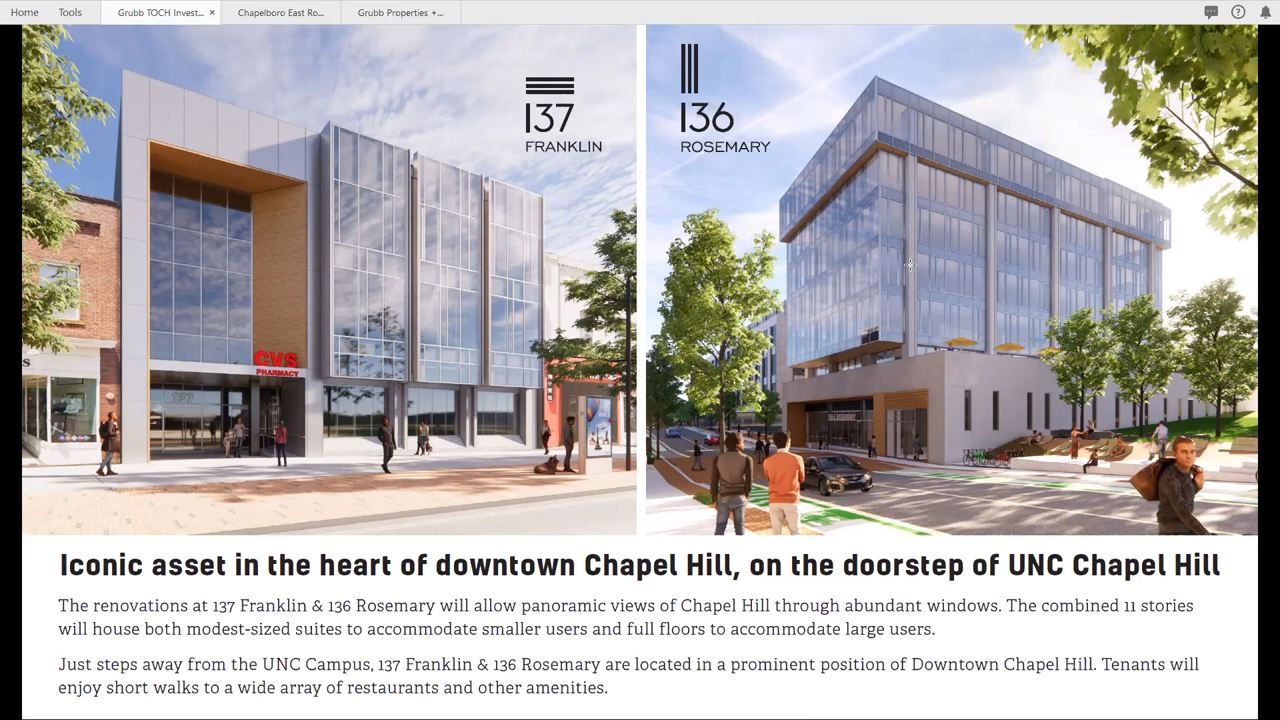 Home
Tools
Grubb TOCH Invest...
×
Chapelboro East Ro...
Grubb Properties +...
137
FRANKLIN
136
ROSEMARY
CVS
PHARMACY
137
Iconic asset in the heart of downtown Chapel Hill, on the doorstep of UNC Chapel Hill
The renovations at 137 Franklin & 136 Rosemary will allow panoramic views of Chapel Hill through abundant windows. The combined 11 stories
will house both modest-sized suites to accommodate smaller users and full floors to accommodate large users.
Just steps away from the UNC Campus, 137 Franklin & 136 Rosemary are located in a prominent position of Downtown Chapel Hill. Tenants will
enjoy short walks to a wide array of restaurants and other amenities.